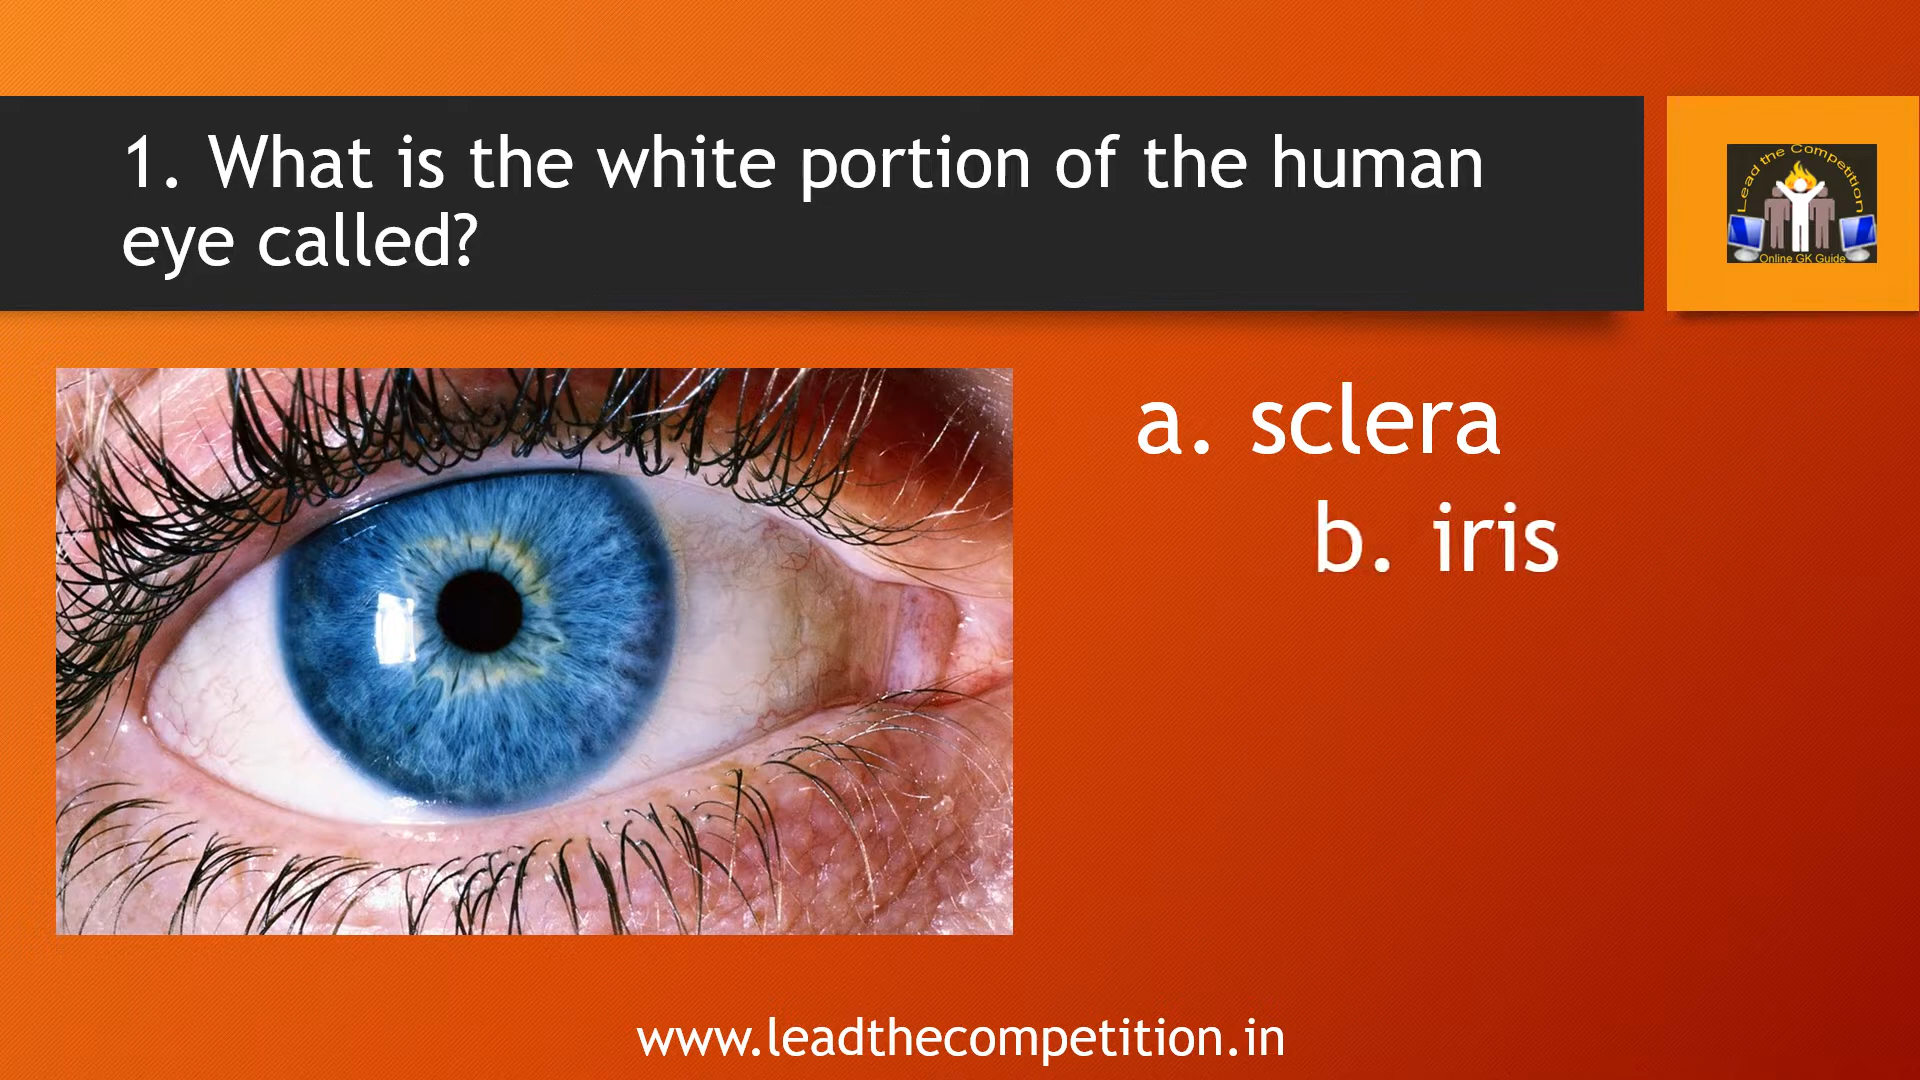 1. What is the white portion of the human
eye called?
Lead the Competition
Online GK Guide
a. sclera
b. iris
www.leadthecompetition.in